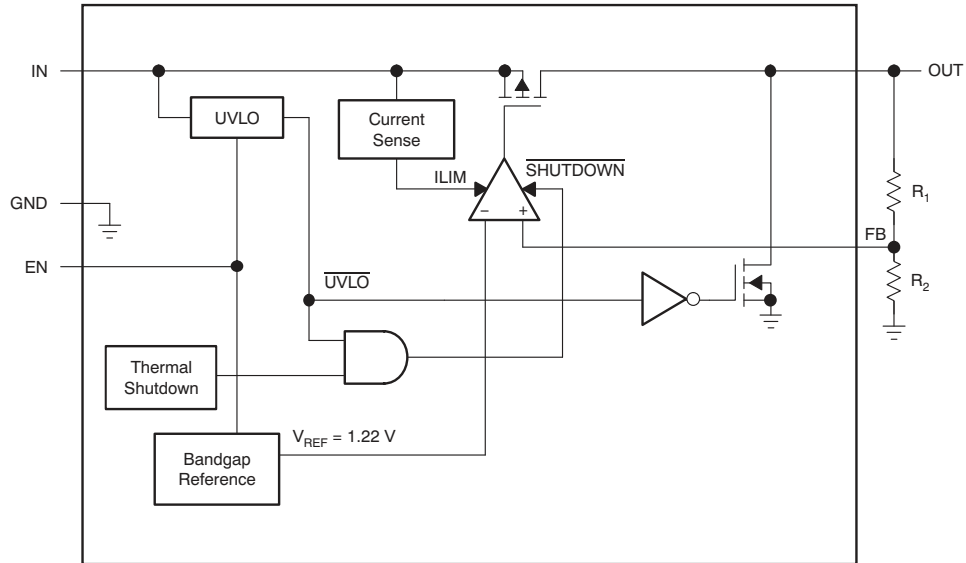 IN
OUT
UVLO
Current
Sense
ILIM
SHUTDOWN
GND
− +
R1
FB
EN
UVLO
R2
Thermal
Shutdown
VREF = 1.22 V
Bandgap
Reference